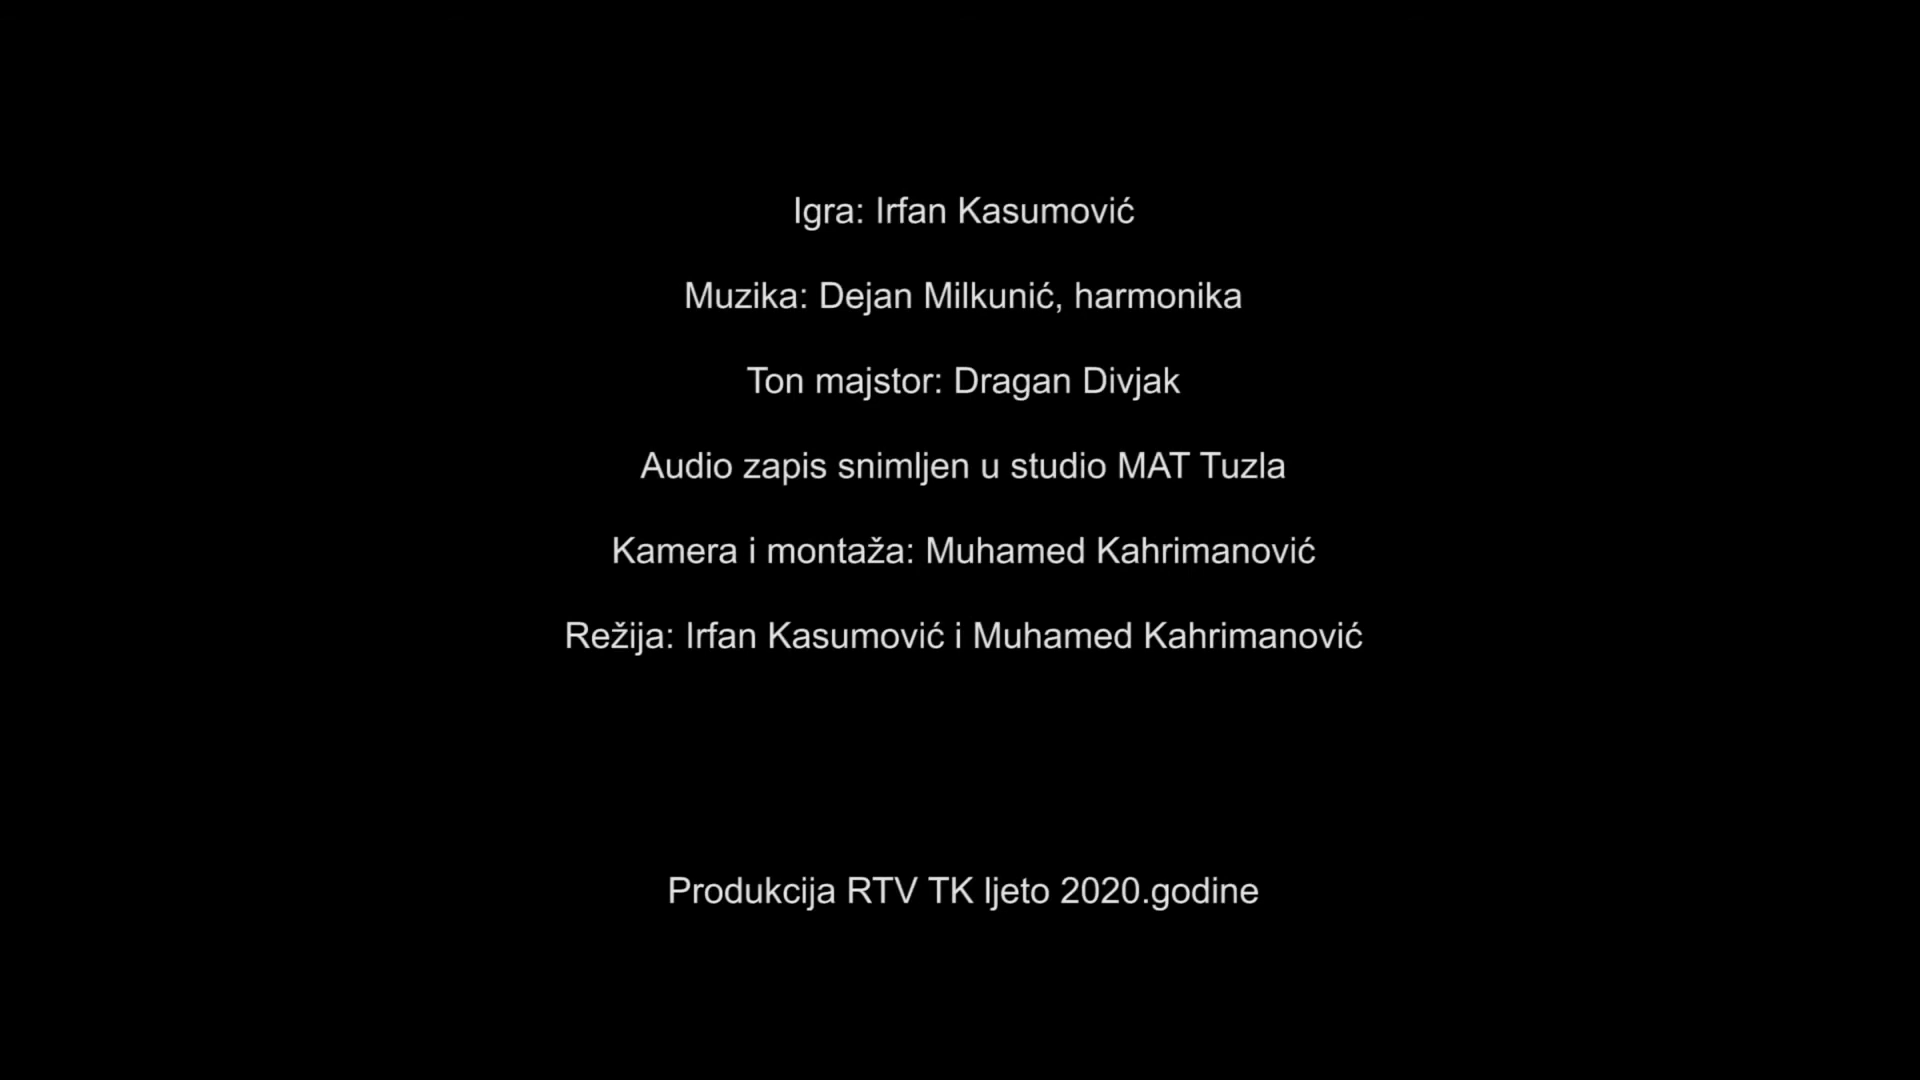 Igra: Irfan Kasumović
Muzika: Dejan Milkunić, harmonika
Ton majstor: Dragan Divjak
Audio zapis snimljen u studio MAT Tuzla
Kamera i montaža: Muhamed Kahrimanović
Režija: Irfan Kasumović i Muhamed Kahrimanović
Produkcija RTV TK ljeto 2020.godine